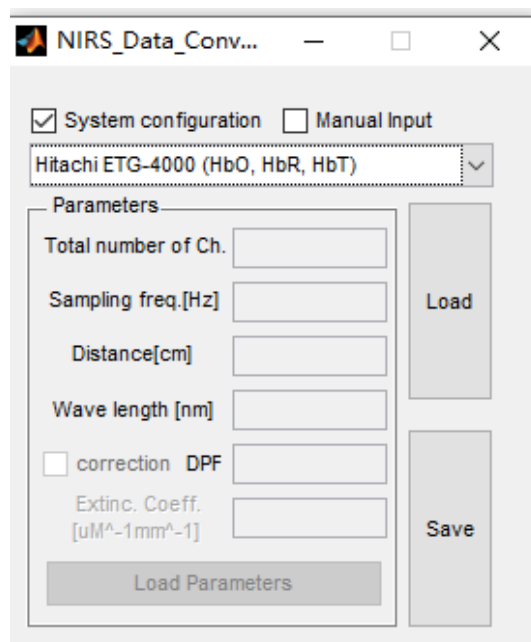 NIRS_Data_Conv...
System configuration Manual Input
Hitachi ETG-4000 (HbO, HbR, HbT)
Parameters
Total number of Ch.
Sampling freq.[Hz]
Load
Distance[cm]
Wave length [nm]
correction DPF
Extinc. Coeff.
[uM^-1mm^-1]
Save
Load Parameters